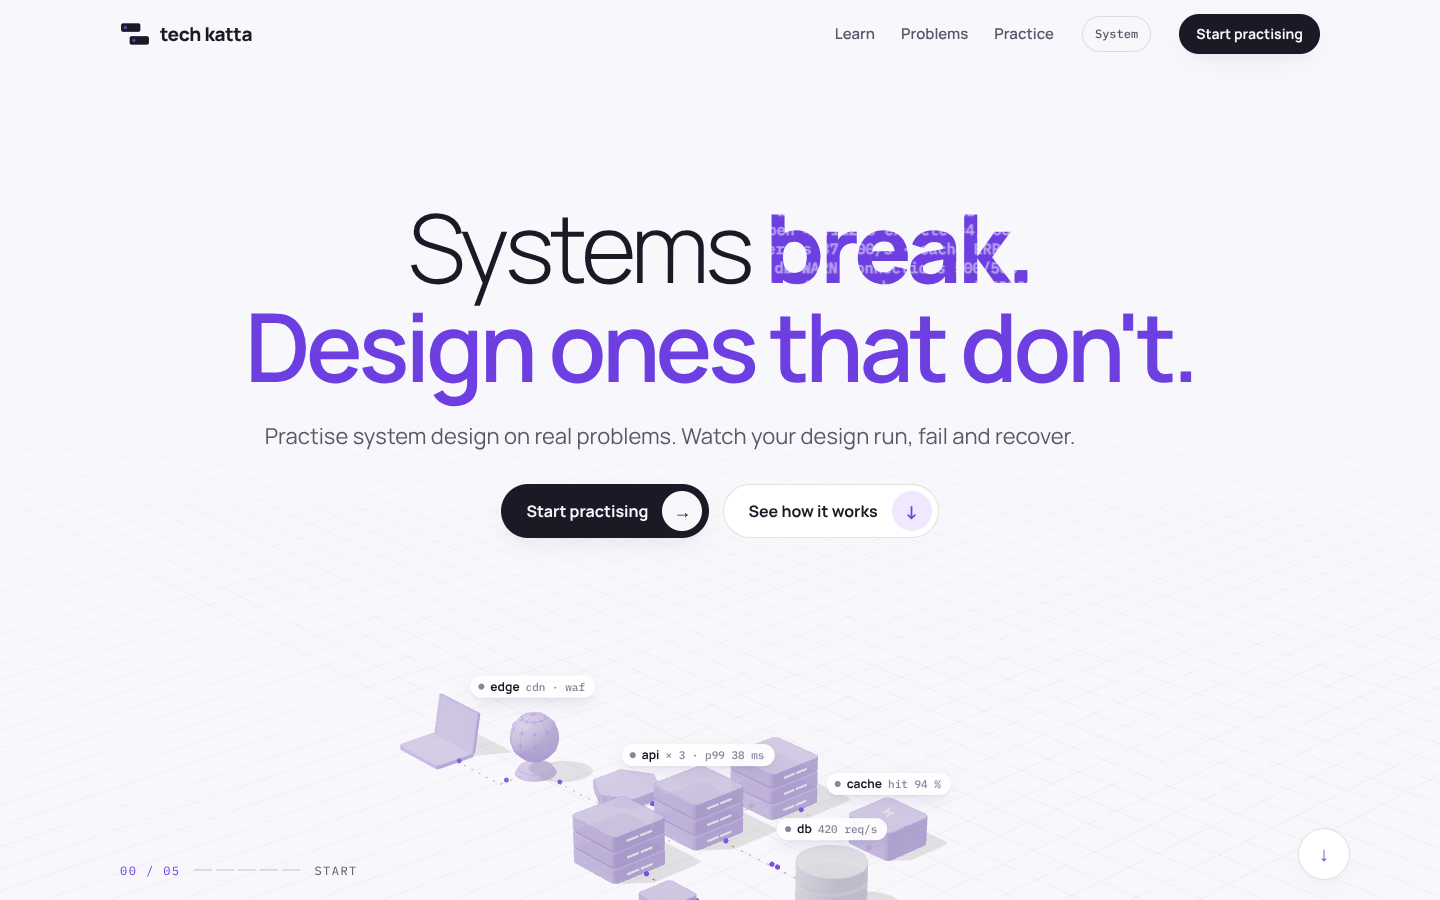 tech katta
Learn Problems Practice System Start practising
Systems break.
Design ones that don't.
Practise system design on real problems. Watch your design run, fail and recover.
Start practising →
See how it works ↓
edge cdn · waf
api × 3 · p99 38 ms
cache hit 94 %
db 420 req/s
00 / 05 START
↓